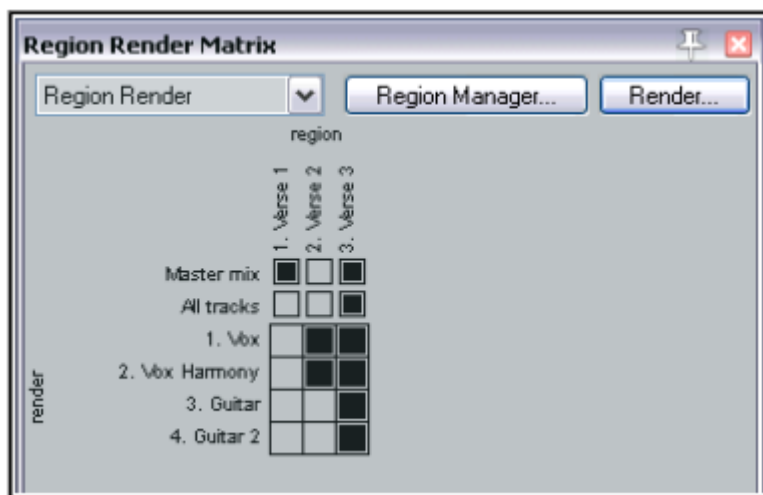 Region Render Matrix
Region Render
Region Manager...
Render...
region
1. Verse 1
2. Verse 2
3. Verse 3
Master mix
All tracks
1. Vox
2. Vox Harmony
3. Guitar
4. Guitar 2
render